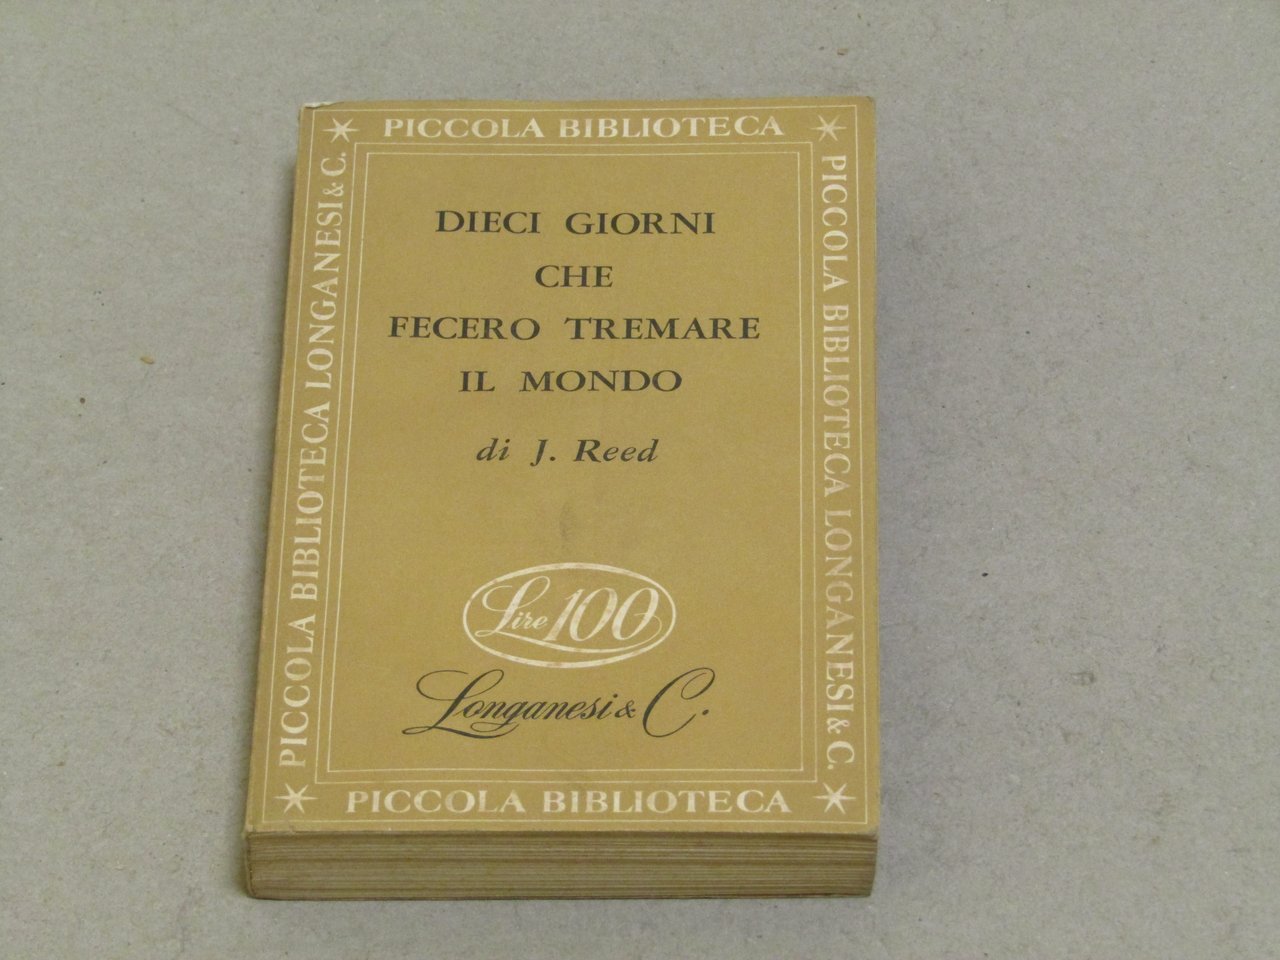 PICCOLA BIBLIOTECA
PICCOLA BIBLIOTECA LONGANESI & C.
PICCOLA BIBLIOTECA LONGANESI & C.
DIECI GIORNI
CHE
FECERO TREMARE
IL MONDO
di J. Reed
Lire 100
Longanesi & C.
PICCOLA BIBLIOTECA